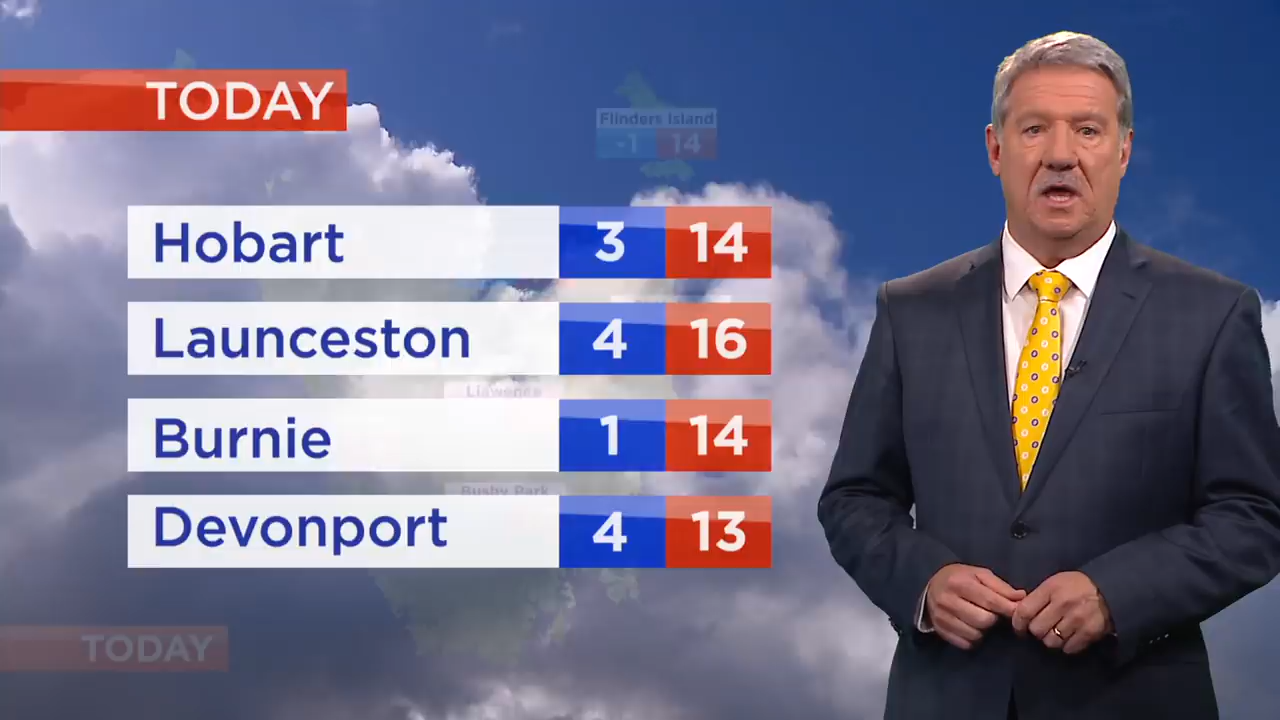 TODAY
Flinders Island
-1 14
Hobart 3 14
Launceston 4 16
Liawenee
Burnie 1 14
Bushy Park
Devonport 4 13
TODAY